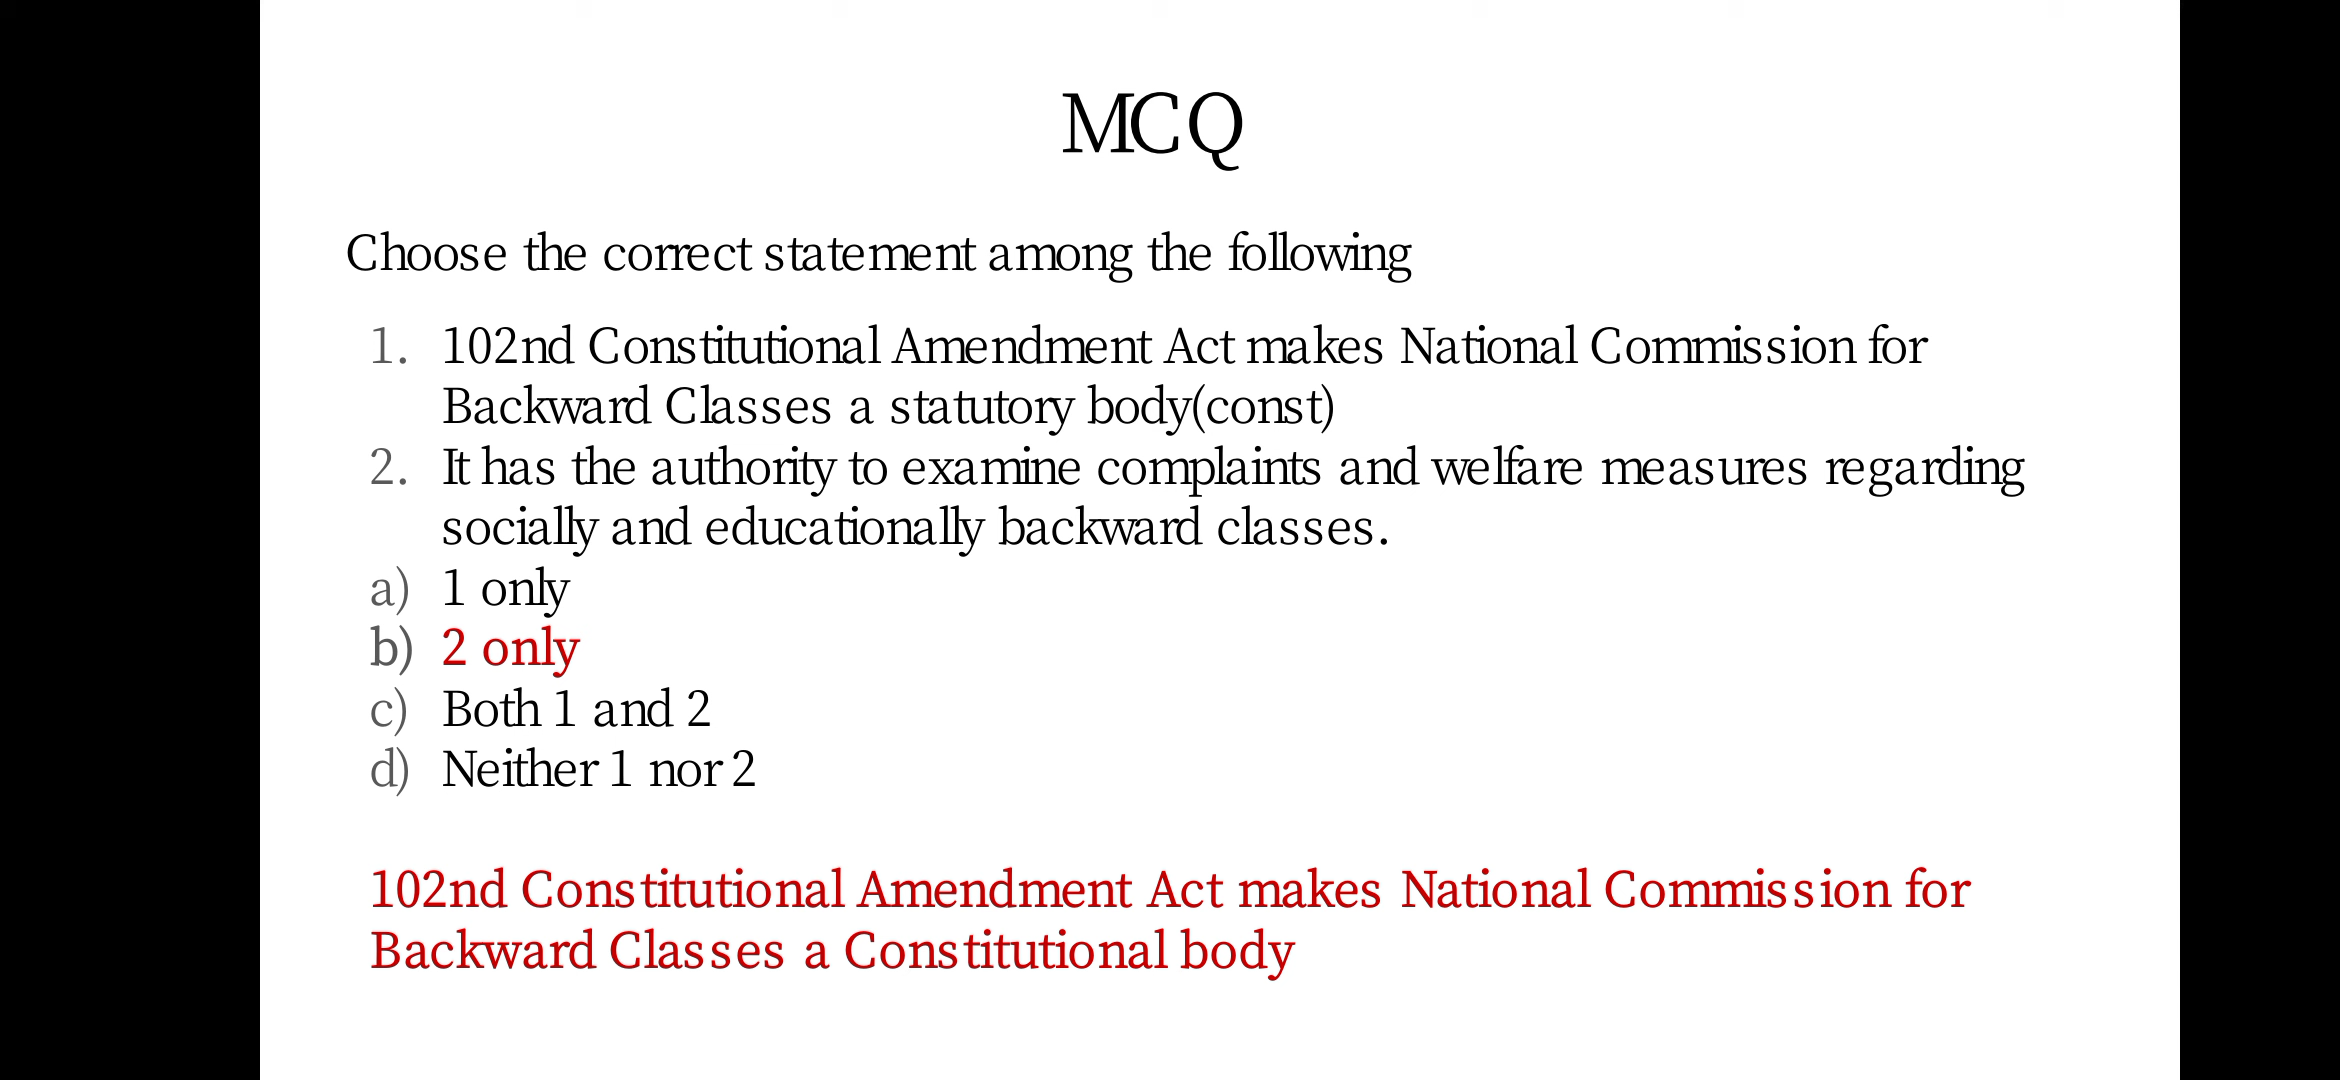 MCQ
Choose the correct statement among the following
1. 102nd Constitutional Amendment Act makes National Commission for
Backward Classes a statutory body(const)
2. It has the authority to examine complaints and welfare measures regarding
socially and educationally backward classes.
a) 1 only
b) 2 only
c) Both 1 and 2
d) Neither 1 nor 2
102nd Constitutional Amendment Act makes National Commission for
Backward Classes a Constitutional body